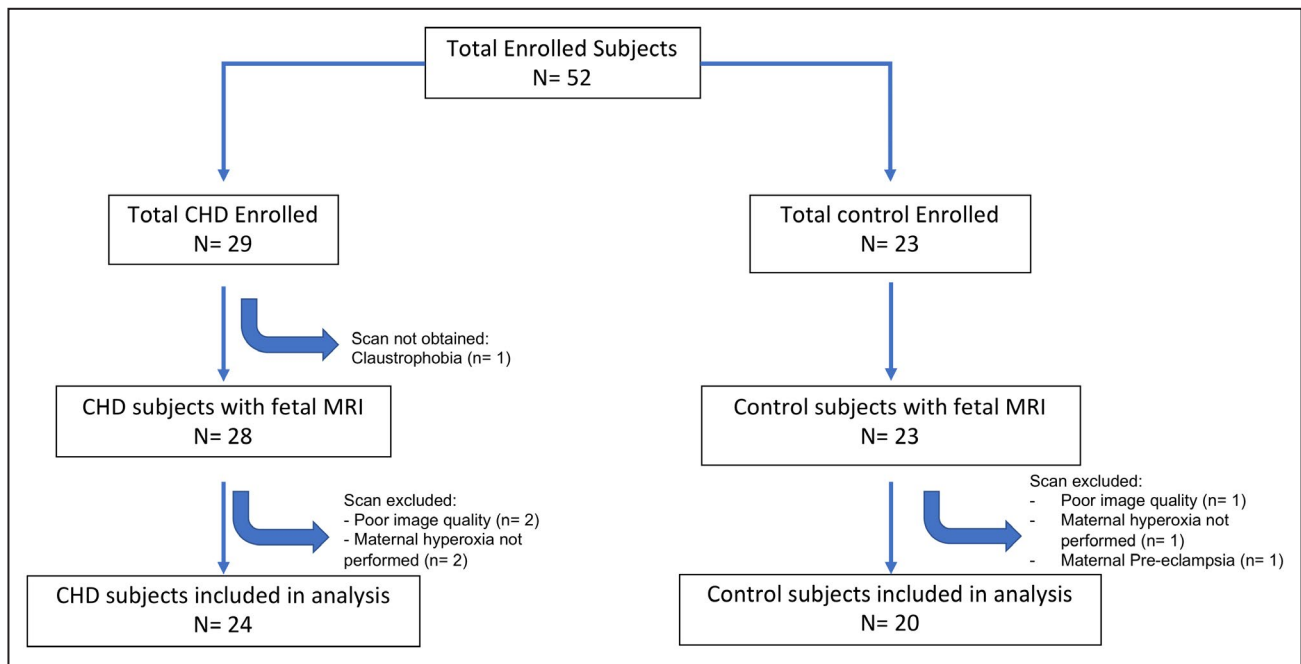 Total Enrolled Subjects
N= 52
Total CHD Enrolled
N= 29
Total control Enrolled
N= 23
Scan not obtained:
Claustrophobia (n= 1)
CHD subjects with fetal MRI
N= 28
Control subjects with fetal MRI
N= 23
Scan excluded:
- Poor image quality (n= 2)
- Maternal hyperoxia not
performed (n= 2)
Scan excluded:
- Poor image quality (n= 1)
- Maternal hyperoxia not
performed (n= 1)
- Maternal Pre-eclampsia (n= 1)
CHD subjects included in analysis
N= 24
Control subjects included in analysis
N= 20